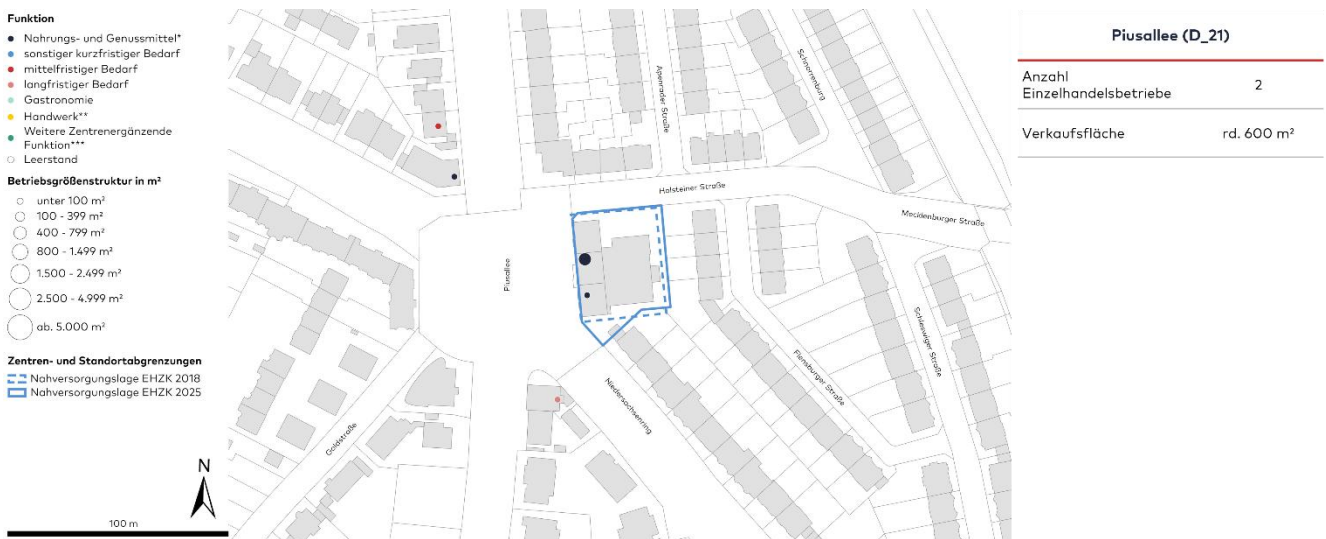 Funktion
Nahrungs- und Genussmittel*
sonstiger kurzfristiger Bedarf
mittelfristiger Bedarf
langfristiger Bedarf
Gastronomie
Handwerk**
Weitere Zentrenergänzende
Funktion***
Leerstand
Betriebsgrößenstruktur in m²
unter 100 m²
100 - 399 m²
400 - 799 m²
800 - 1.499 m²
1.500 - 2.499 m²
2.500 - 4.999 m²
ab. 5.000 m²
Zentren- und Standortabgrenzungen
Nahversorgungslage EHZK 2018
Nahversorgungslage EHZK 2025
N
100 m
Apenrader Straße
Schnorrenburg
Holsteiner Straße
Mecklenburger Straße
Piusallee
Schleswiger Straße
Flensburger Straße
Niedersachsenring
Goldstraße
Piusallee (D_21)
Anzahl
Einzelhandelsbetriebe 2
Verkaufsfläche rd. 600 m²